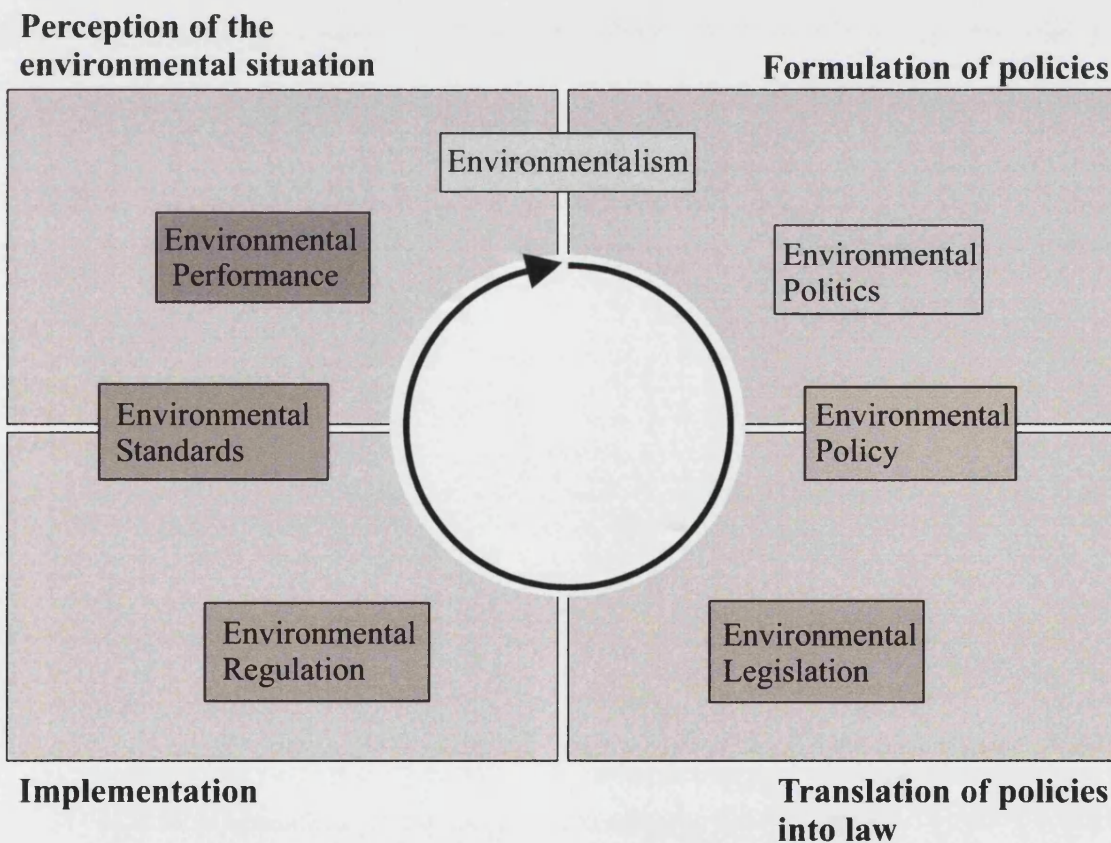 Perception of the
environmental situation
Formulation of policies
Environmentalism
Environmental
Performance
Environmental
Politics
Environmental
Standards
Environmental
Policy
Environmental
Regulation
Environmental
Legislation
Implementation
Translation of policies
into law